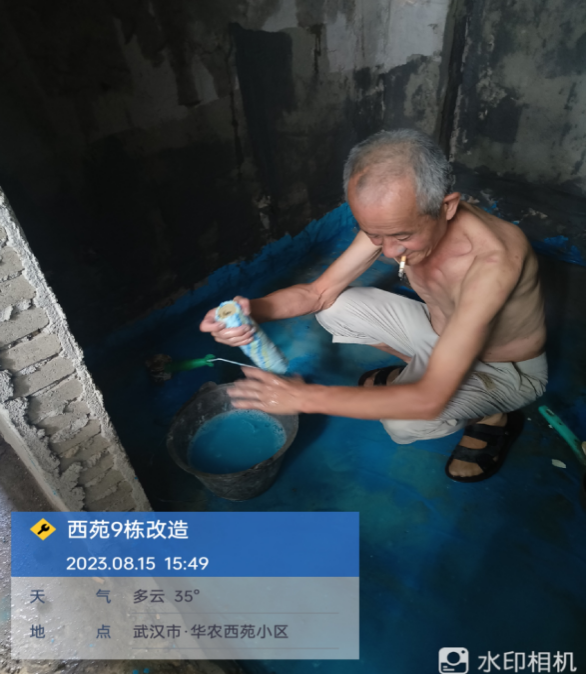 西苑9栋改造
2023.08.15 15:49
天 气 多云 35°
地 点 武汉市·华农西苑小区
水印相机